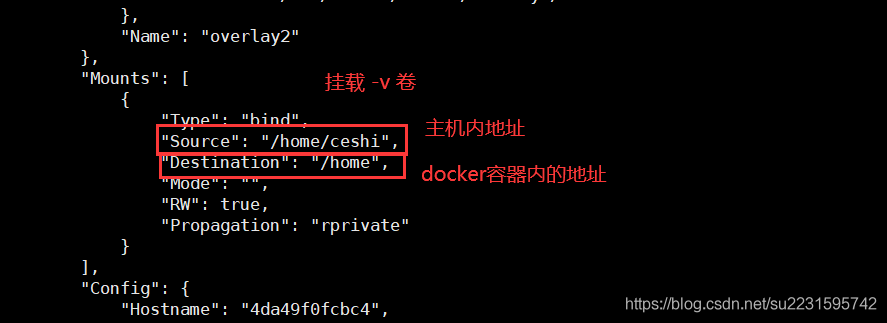 },
"Name": "overlay2"
},
"Mounts": [
挂载 -v 卷
{
"Type": "bind",
"Source": "/home/ceshi",
主机内地址
"Destination": "/home",
docker容器内的地址
"Mode": "",
"RW": true,
"Propagation": "rprivate"
}
],
"Config": {
"Hostname": "4da49f0fcbc4",
https://blog.csdn.net/su2231595742